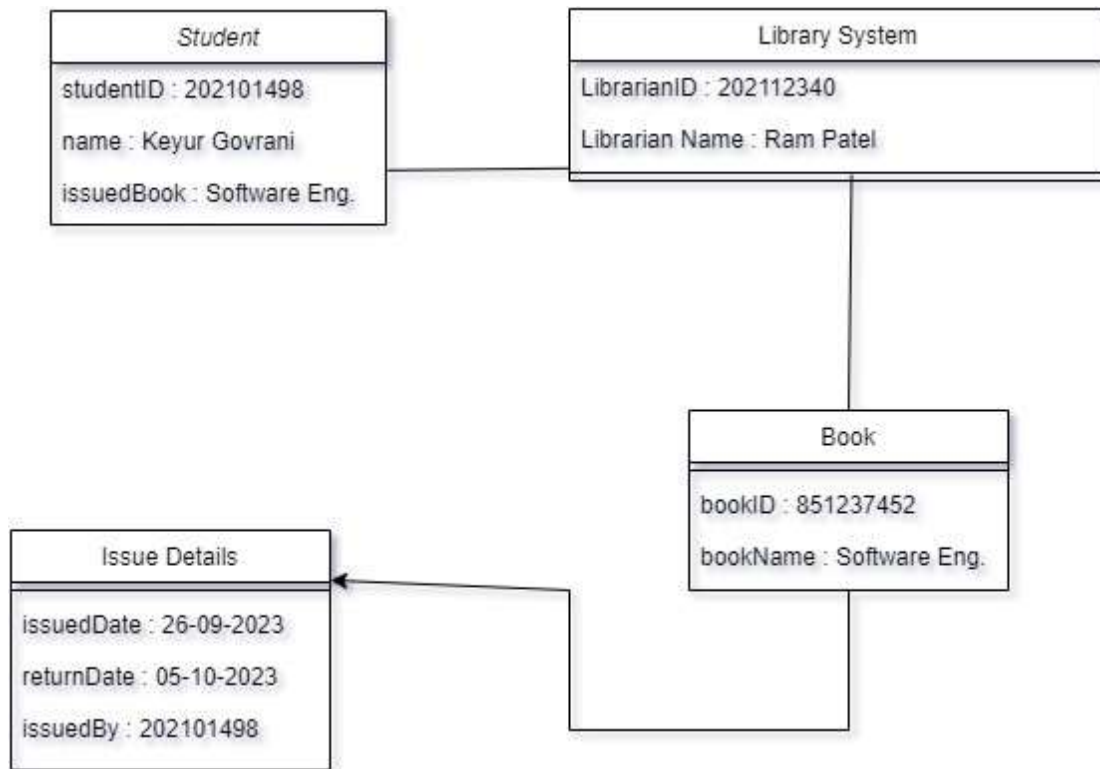 Student
studentID : 202101498
name : Keyur Govrani
issuedBook : Software Eng.
Library System
LibrarianID : 202112340
Librarian Name : Ram Patel
Book
bookID : 851237452
bookName : Software Eng.
Issue Details
issuedDate : 26-09-2023
returnDate : 05-10-2023
issuedBy : 202101498